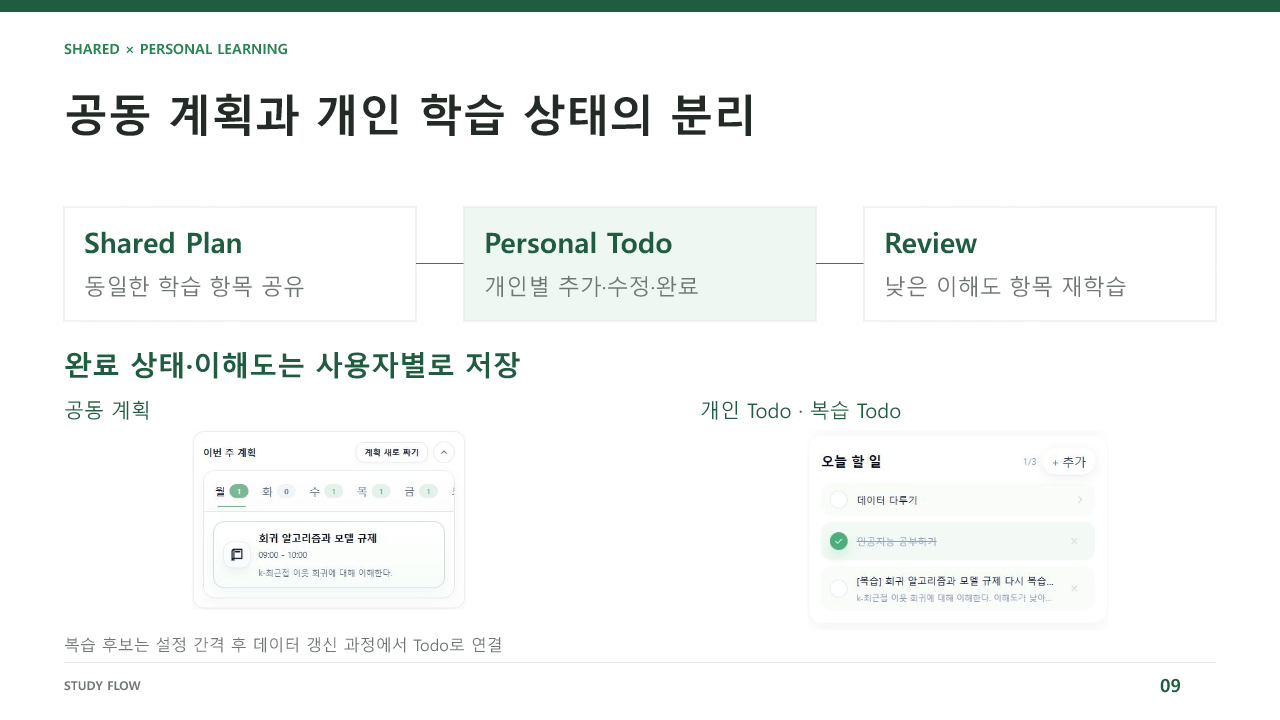 SHARED × PERSONAL LEARNING
공동 계획과 개인 학습 상태의 분리
Shared Plan
동일한 학습 항목 공유
Personal Todo
개인별 추가·수정·완료
Review
낮은 이해도 항목 재학습
완료 상태·이해도는 사용자별로 저장
공동 계획
이번 주 계획
계획 새로 짜기
월 1 화 0 수 1 목 1 금 1
회귀 알고리즘과 모델 규제
09:00 - 10:00
k-최근접 이웃 회귀에 대해 이해한다.
개인 Todo · 복습 Todo
오늘 할 일
1/3
+ 추가
데이터 다루기
인공지능 공부하기
[복습] 회귀 알고리즘과 모델 규제 다시 복습...
k-최근접 이웃 회귀에 대해 이해한다. 이해도가 낮아...
복습 후보는 설정 간격 후 데이터 갱신 과정에서 Todo로 연결
STUDY FLOW
09